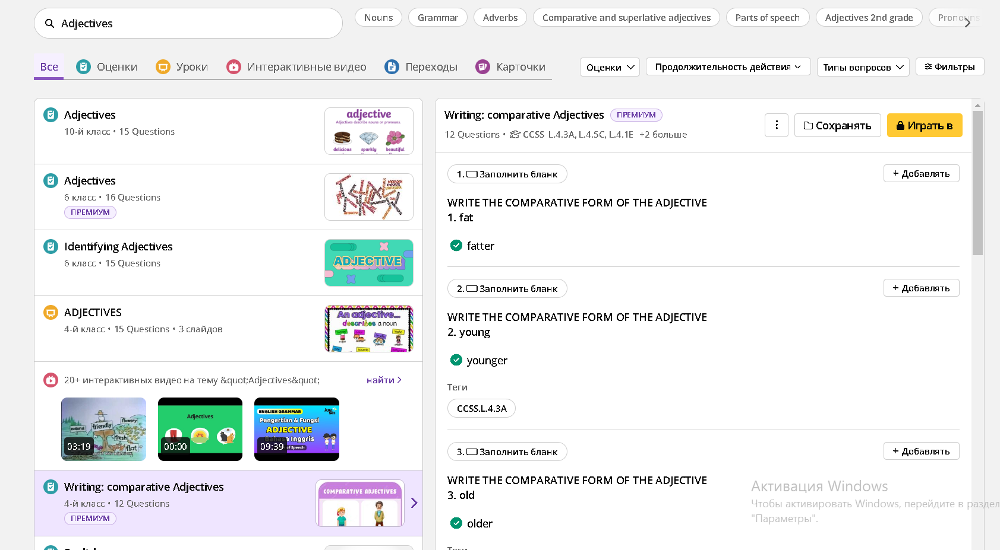 Adjectives
Nouns
Grammar
Adverbs
Comparative and superlative adjectives
Parts of speech
Adjectives 2nd grade
Pronouns
Все
Оценки
Уроки
Интерактивные видео
Переходы
Карточки
Оценки
Продолжительность действия
Типы вопросов
Фильтры
Adjectives
10-й класс • 15 Questions
adjective
Adjectives describe nouns or pronouns.
delicious sparkly beautiful
Adjectives
6 класс • 16 Questions
ПРЕМИУМ
Identifying Adjectives
6 класс • 15 Questions
ADJECTIVE
ADJECTIVES
4-й класс • 15 Questions • 3 слайдов
An adjective...
describes a noun
20+ интерактивных видео на тему &quot;Adjectives&quot;
найти
natural friendly flowery
fresh
flat
03:19
Adjectives
00:00
ENGLISH GRAMMAR
Pengertian & Fungsi
ADJECTIVE
Inggris
of Speech
09:39
Writing: comparative Adjectives
4-й класс • 12 Questions
ПРЕМИУМ
COMPARATIVE ADJECTIVES
Writing: comparative Adjectives
ПРЕМИУМ
12 Questions • CCSS L.4.3A, L.4.5C, L.4.1E +2 больше
Сохранять
Играть в
1. Заполнить бланк
+ Добавлять
WRITE THE COMPARATIVE FORM OF THE ADJECTIVE
1. fat
fatter
2. Заполнить бланк
+ Добавлять
WRITE THE COMPARATIVE FORM OF THE ADJECTIVE
2. young
younger
Теги
CCSS.L.4.3A
3. Заполнить бланк
+ Добавлять
WRITE THE COMPARATIVE FORM OF THE ADJECTIVE
3. old
older
Теги
Активация Windows
Чтобы активировать Windows, перейдите в раздел
"Параметры".